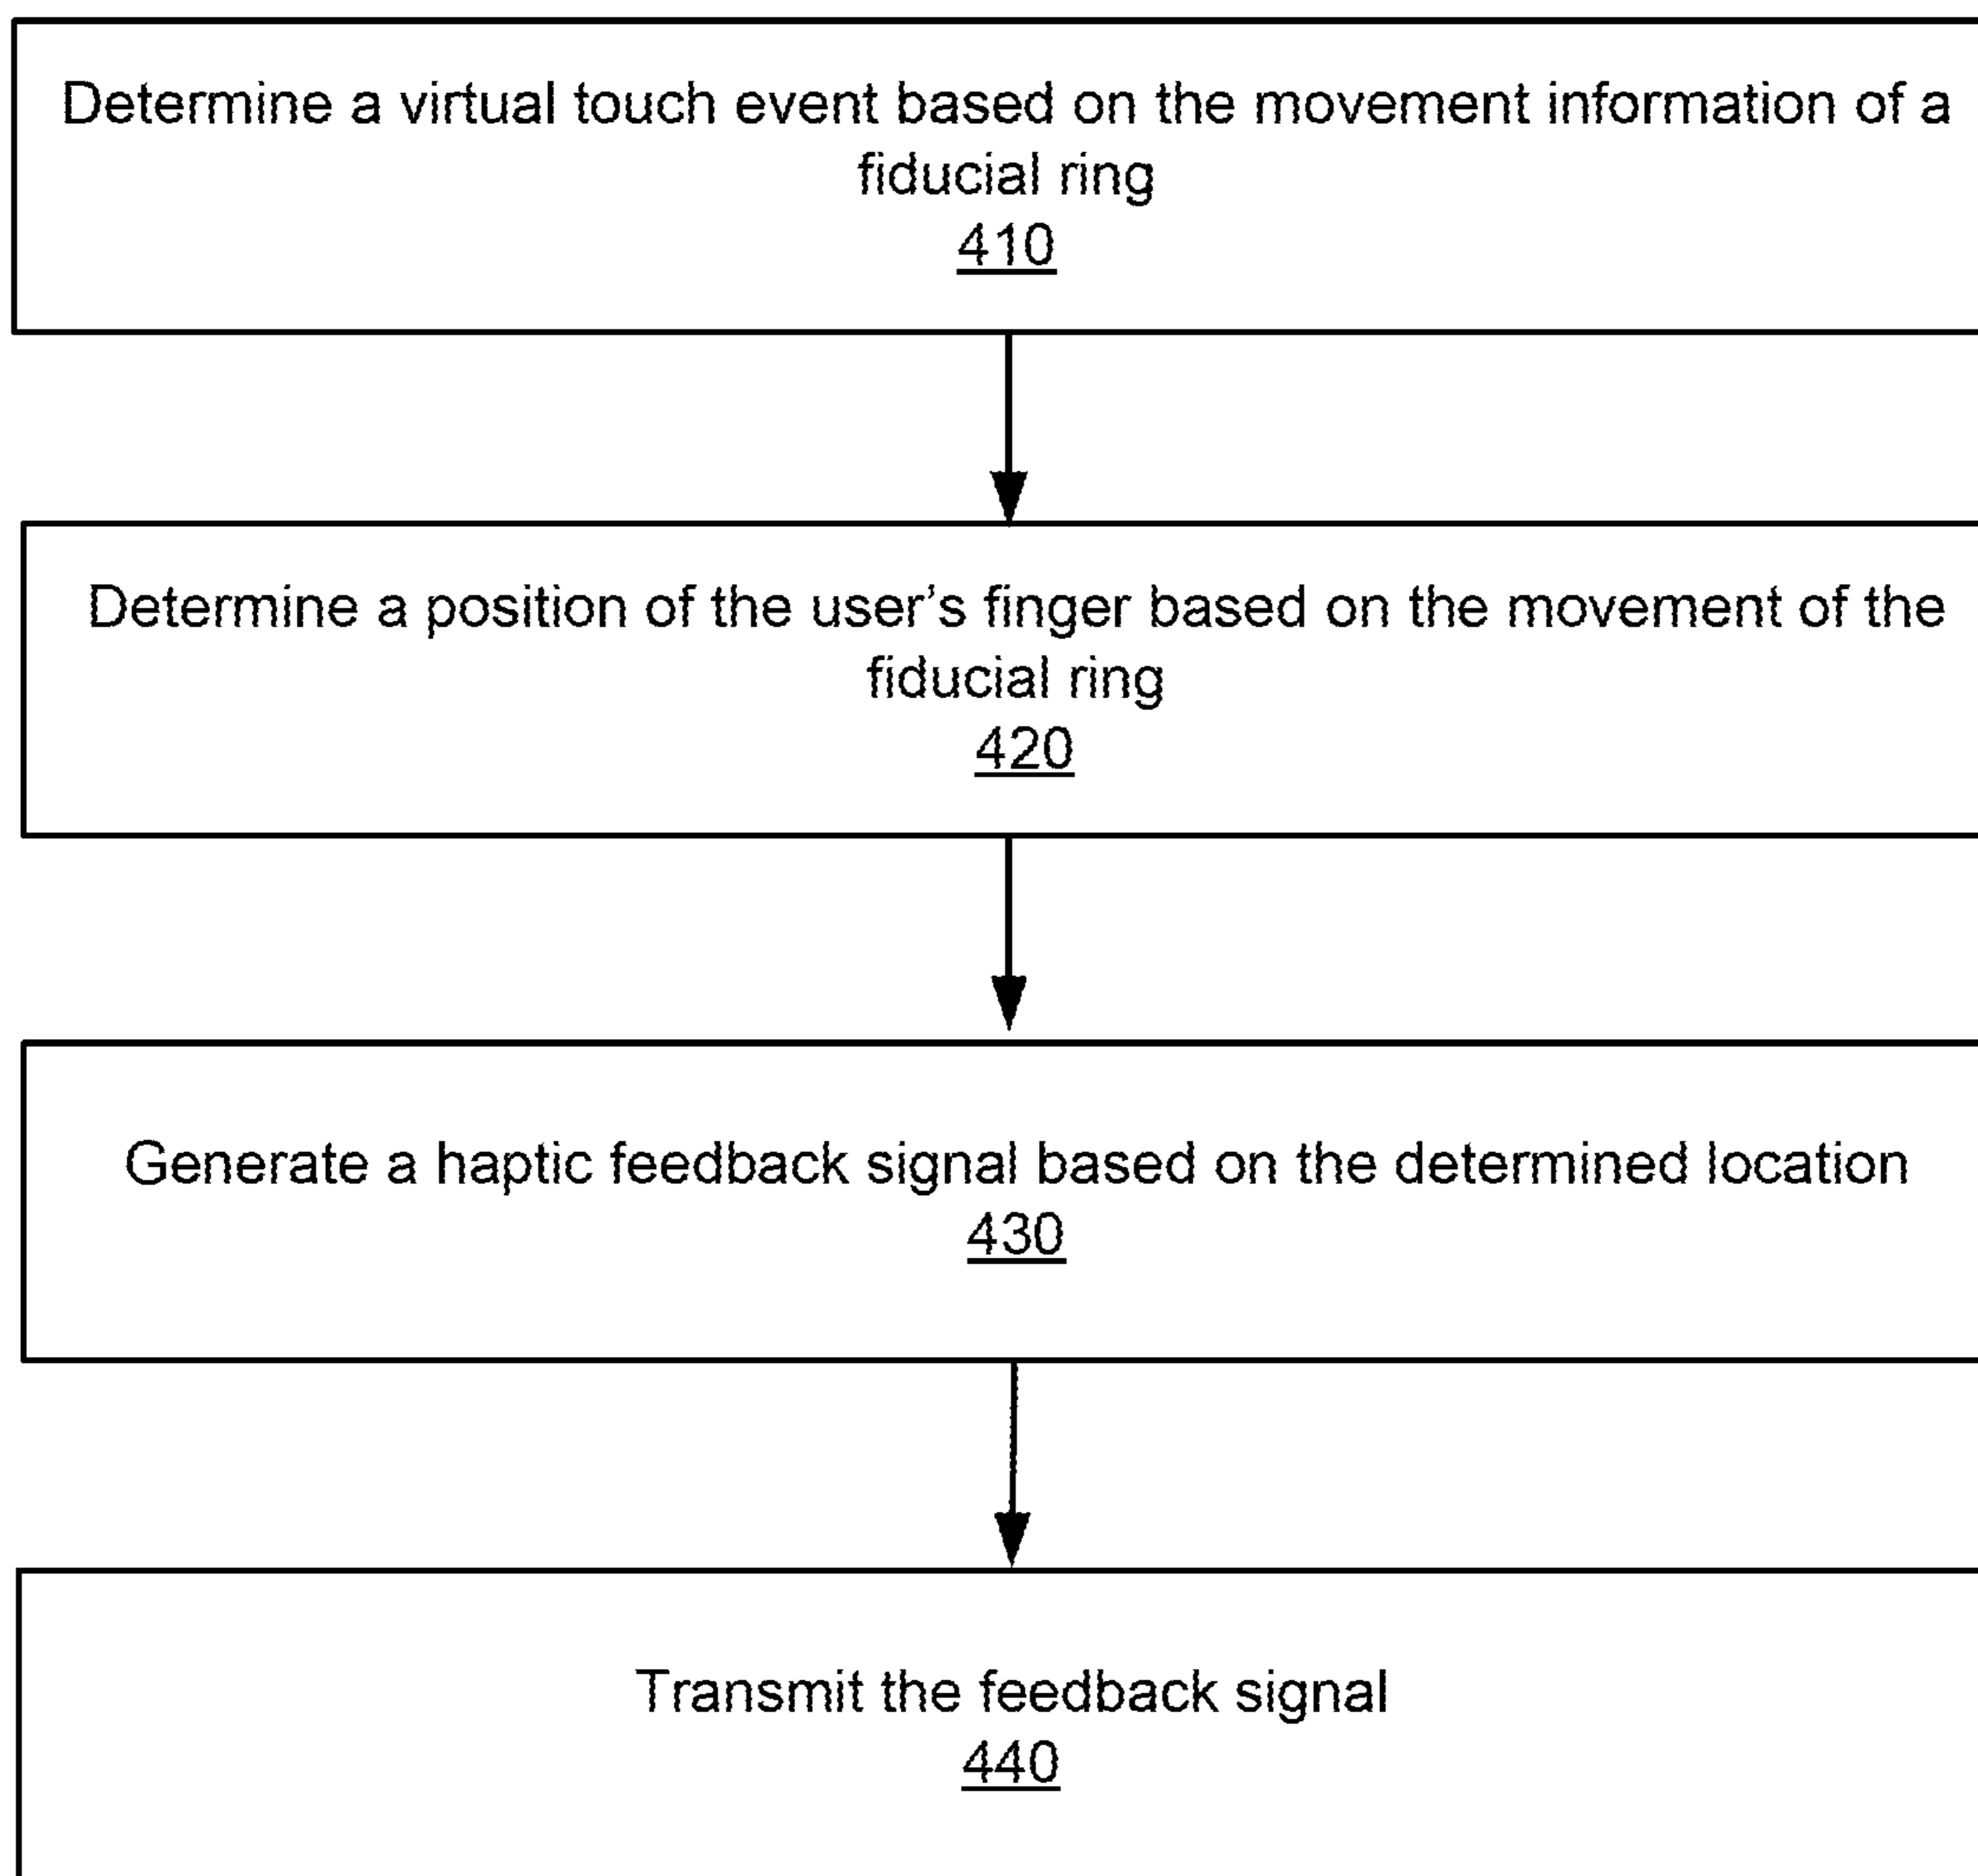 Determine a virtual touch event based on the movement information of a
fiducial ring
410
Determine a position of the user's finger based on the movement of the
fiducial ring
420
Generate a haptic feedback signal based on the determined location
430
Transmit the feedback signal
440